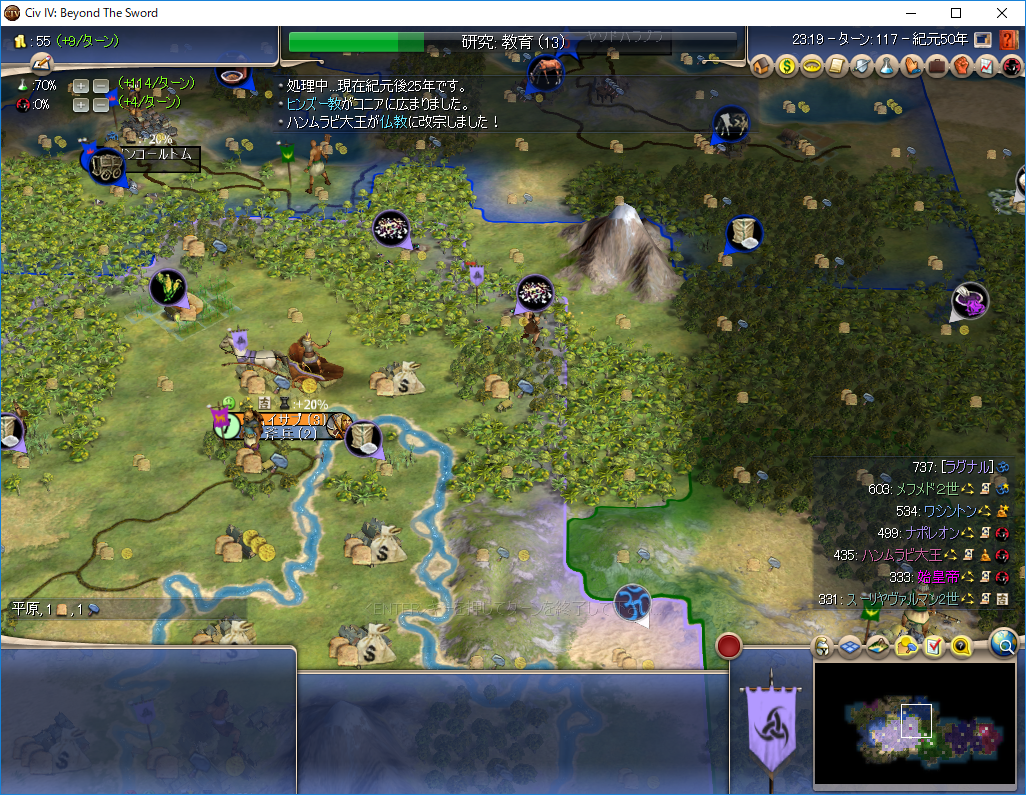 Civ IV: Beyond The Sword
: 55 (+9/ターン)
研究: 教育 (13)
23:19 - ターン: 117 - 紀元50年
:70%
(+114/ターン)
:0%
(+4/ターン)
・処理中...現在紀元後25年です。
・ヒンズー教がコニアに広まりました。
・ハンムラビ大王が仏教に改宗しました！
+20%
ンコールトム
:+20%
イサブ (3)
斧兵 (2)
737: [ラグナル]
603: メフメド2世
534: ワシントン
499: ナポレオン
435: ハンムラビ大王
333: 始皇帝
331: スーリヤヴァルマン2世
平原, 1, 1